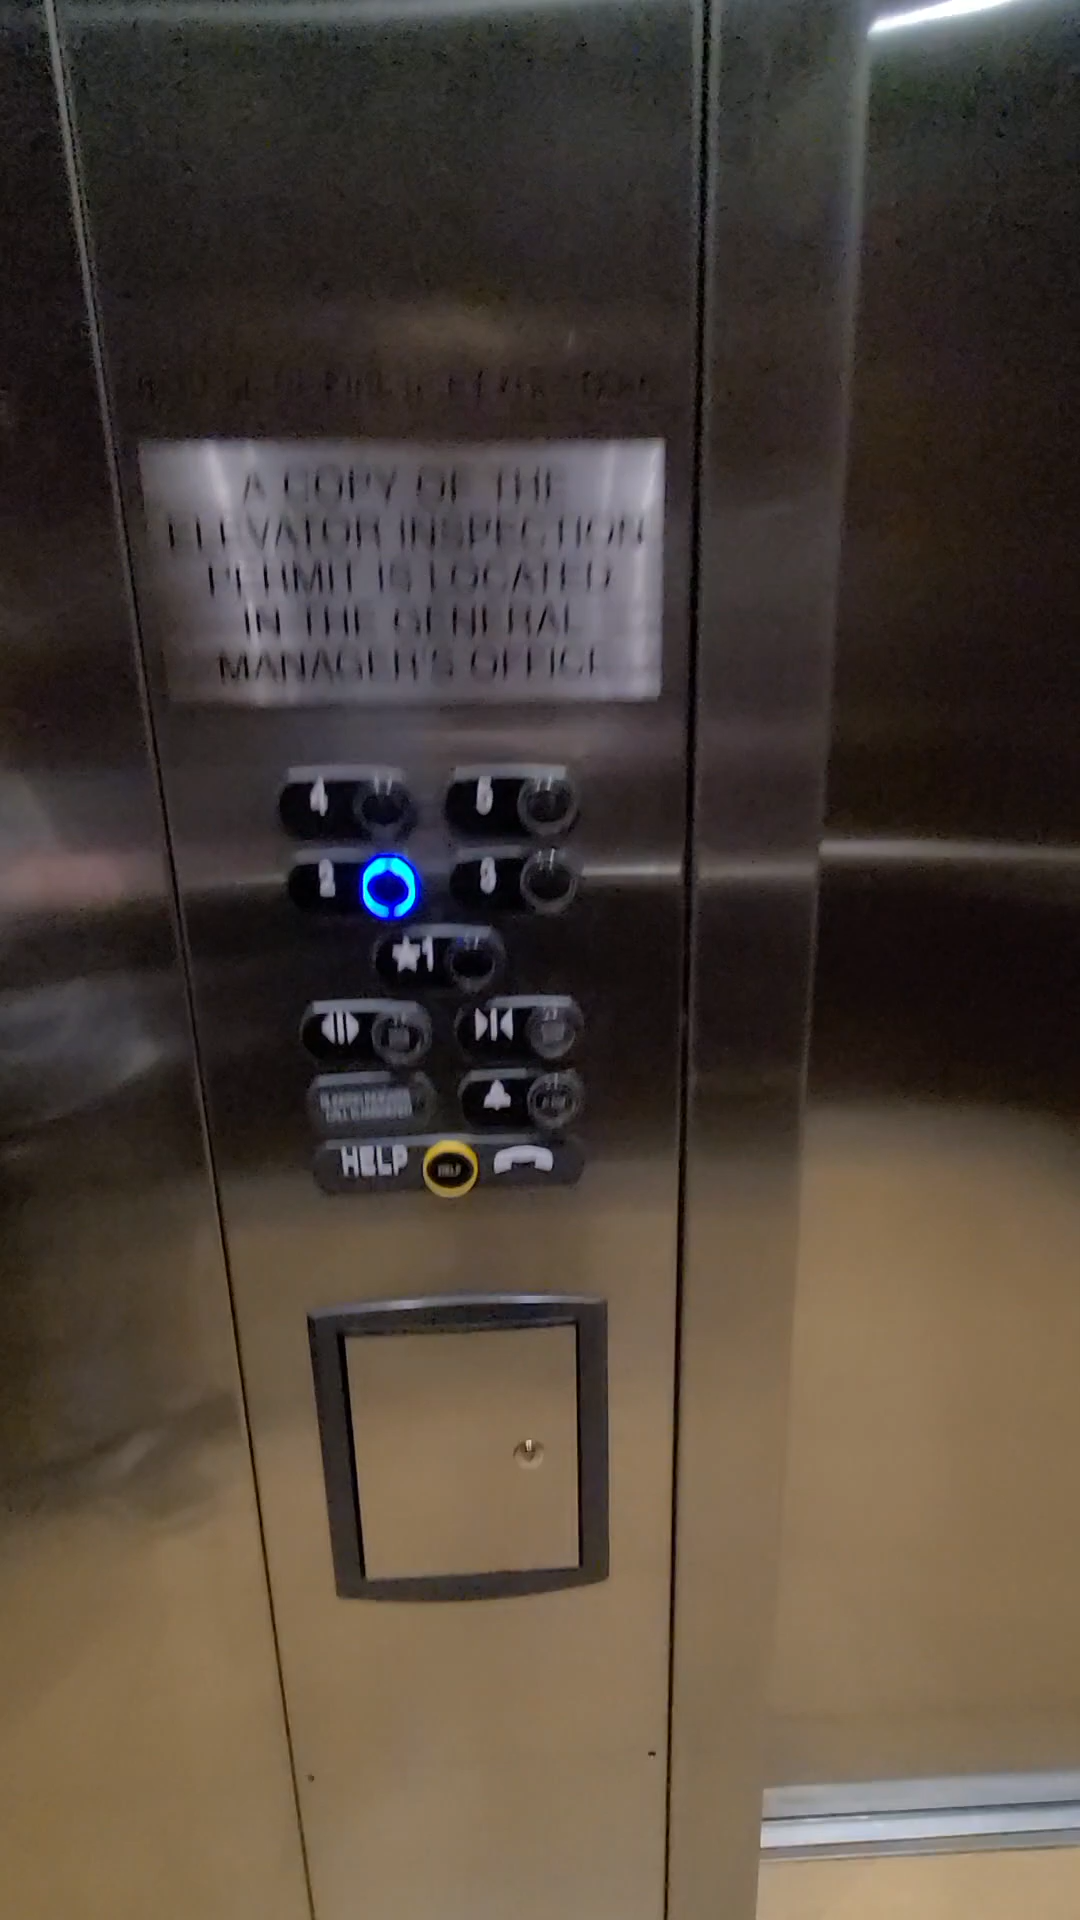 A COPY OF THE
ELEVATOR INSPECTION
PERMIT IS LOCATED
IN THE GENERAL
MANAGER'S OFFICE
4 5
2 3
★1
HELP HELP